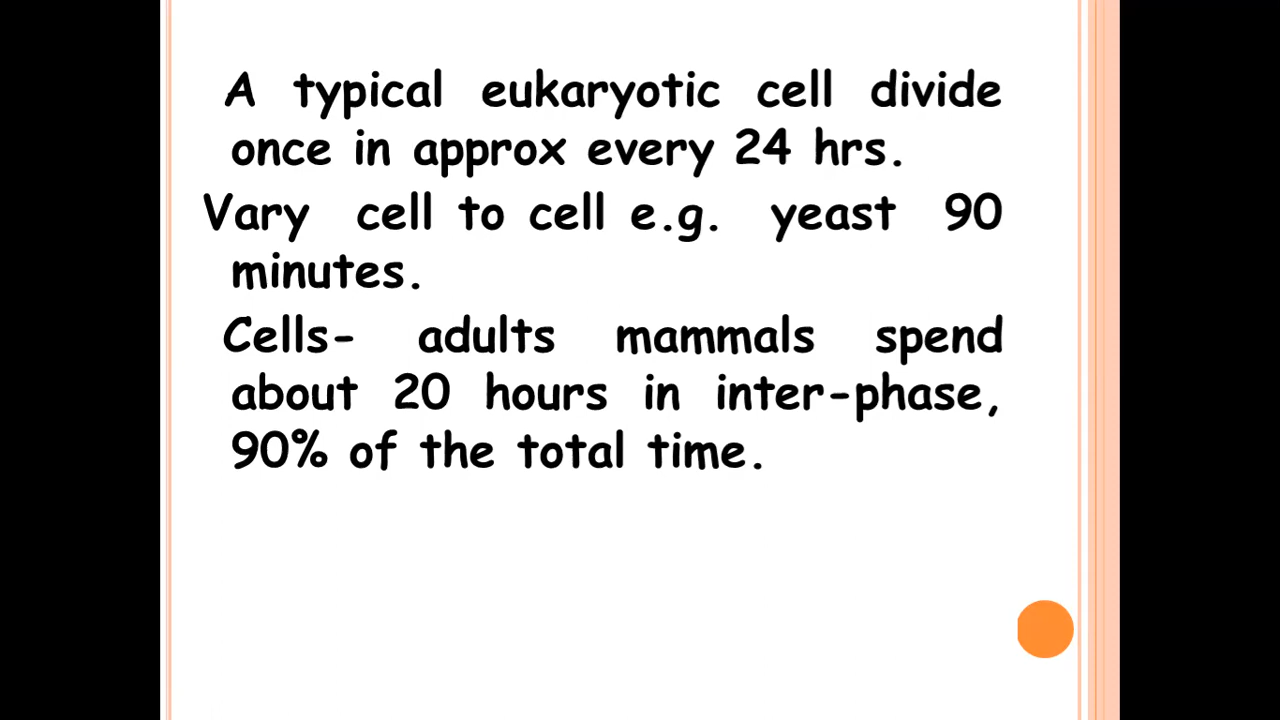 A typical eukaryotic cell divide
once in approx every 24 hrs.
Vary cell to cell e.g. yeast 90
minutes.
Cells- adults mammals spend
about 20 hours in inter-phase,
90% of the total time.